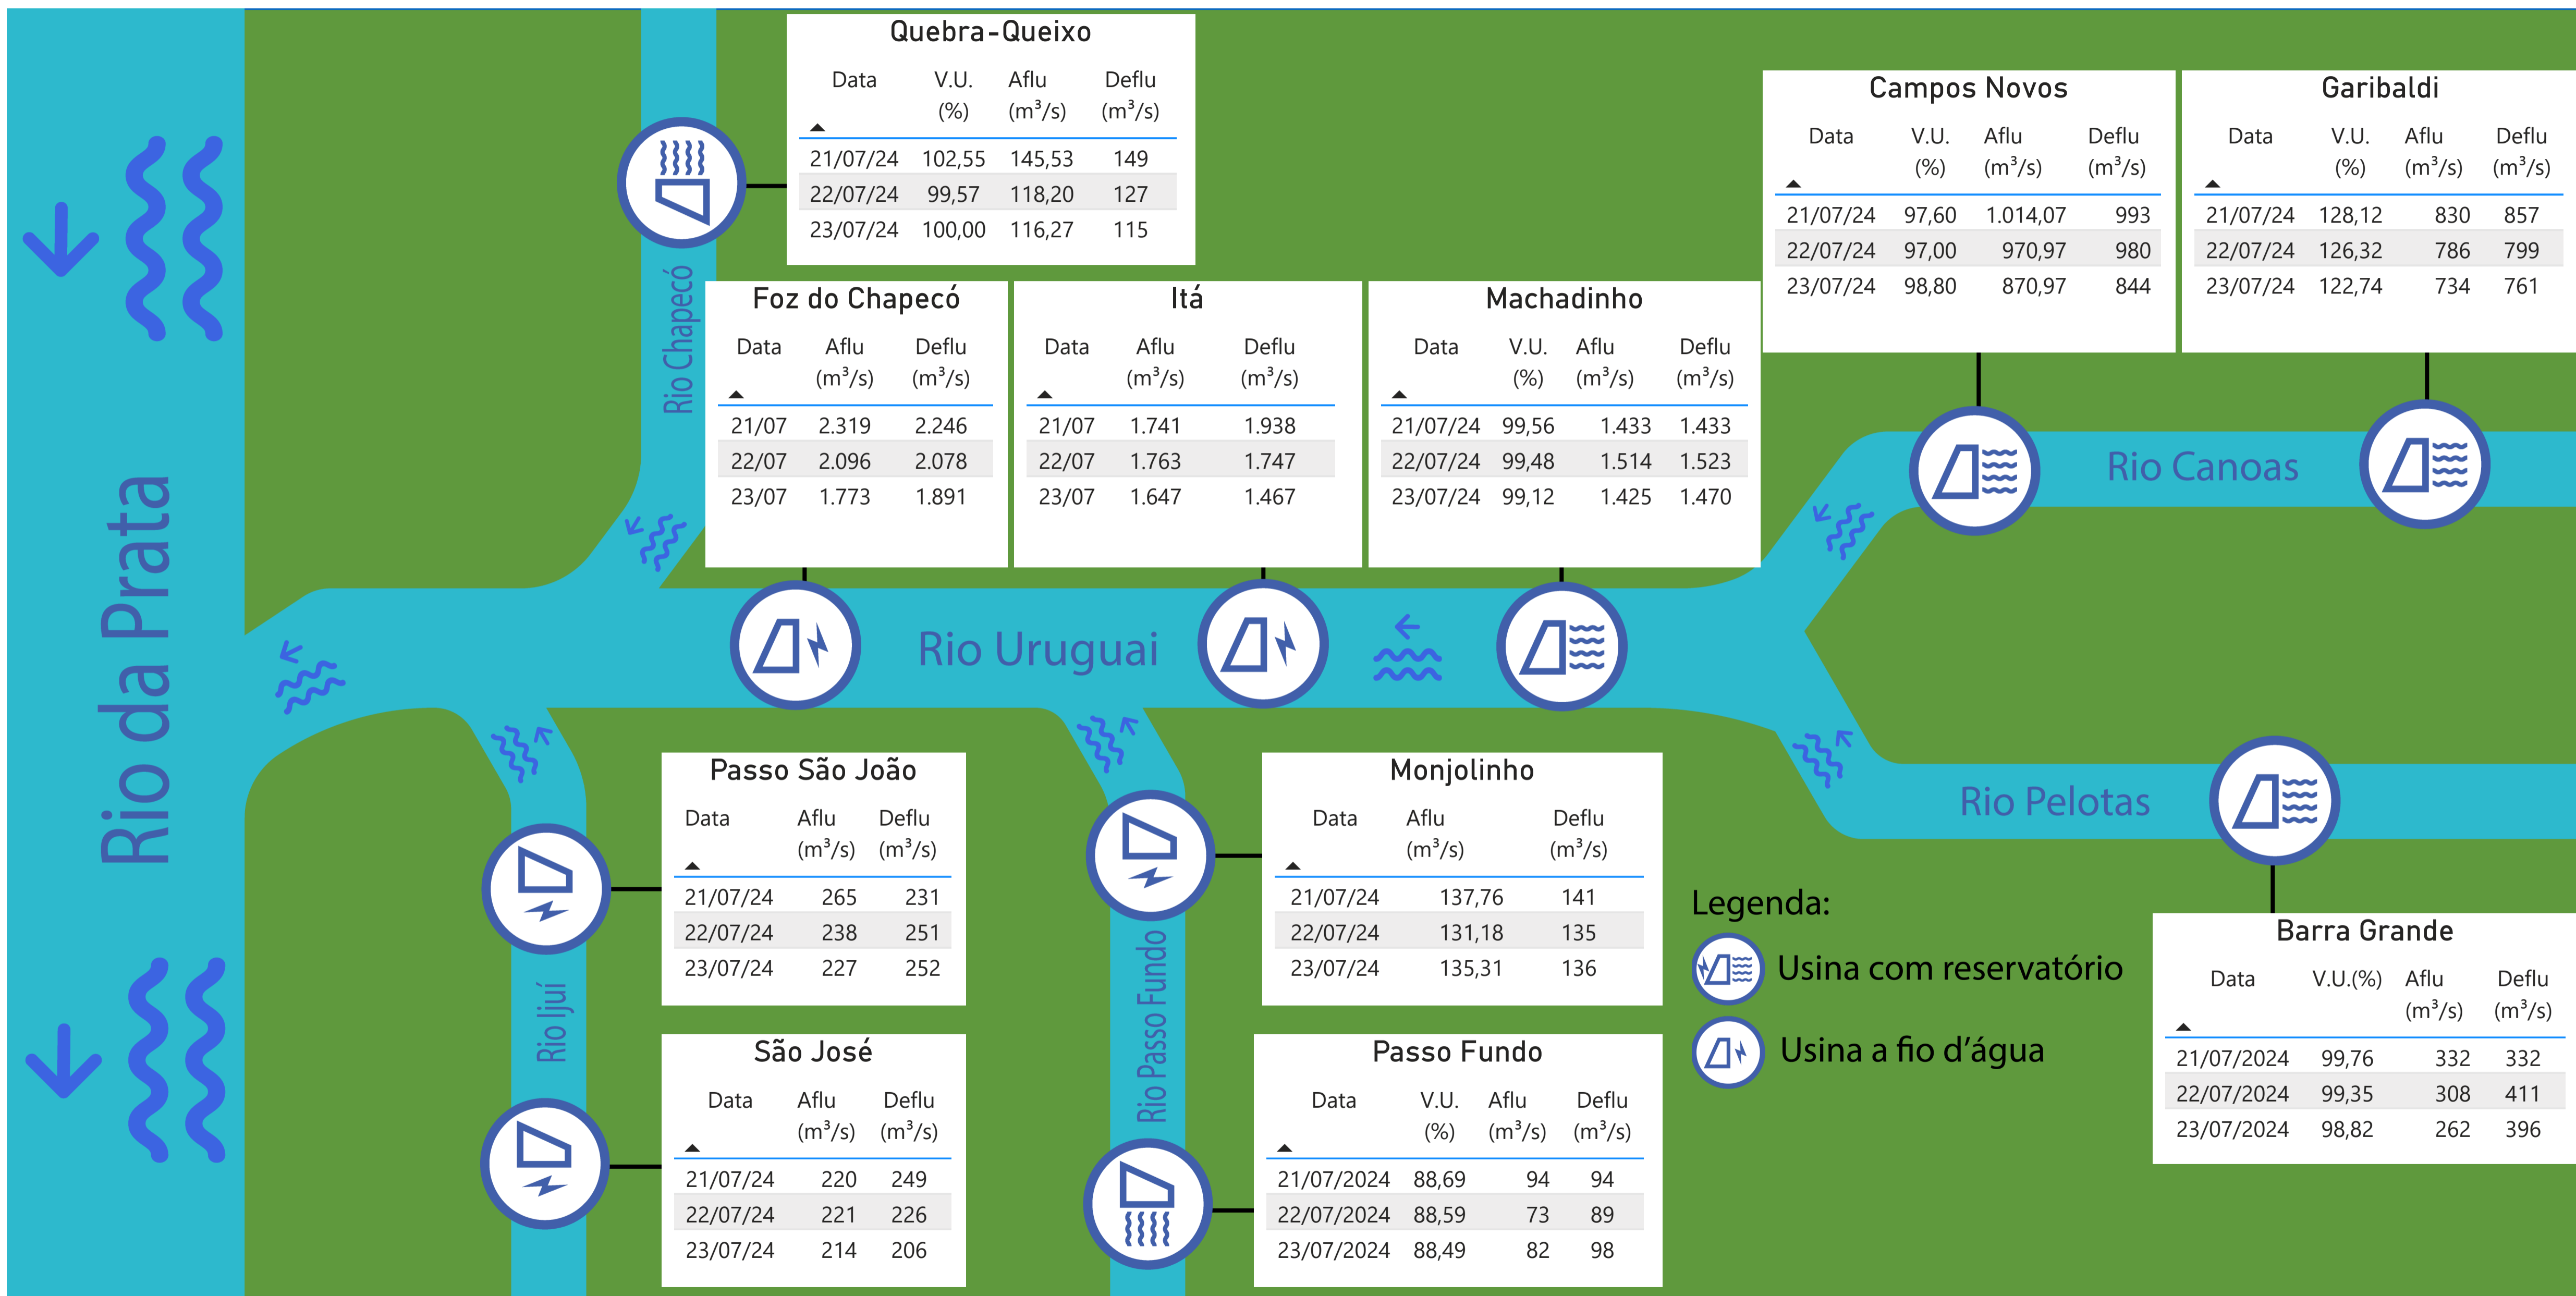 Quebra-Queixo
Data V.U. Aflu Deflu
(%) (m³/s) (m³/s)
21/07/24 102,55 145,53 149
22/07/24 99,57 118,20 127
23/07/24 100,00 116,27 115
Campos Novos
Data V.U. Aflu Deflu
(%) (m³/s) (m³/s)
21/07/24 97,60 1.014,07 993
22/07/24 97,00 970,97 980
23/07/24 98,80 870,97 844
Garibaldi
Data V.U. Aflu Deflu
(%) (m³/s) (m³/s)
21/07/24 128,12 830 857
22/07/24 126,32 786 799
23/07/24 122,74 734 761
Rio Chapecó
Foz do Chapecó
Data Aflu Deflu
(m³/s) (m³/s)
21/07 2.319 2.246
22/07 2.096 2.078
23/07 1.773 1.891
Itá
Data Aflu Deflu
(m³/s) (m³/s)
21/07 1.741 1.938
22/07 1.763 1.747
23/07 1.647 1.467
Machadinho
Data V.U. Aflu Deflu
(%) (m³/s) (m³/s)
21/07/24 99,56 1.433 1.433
22/07/24 99,48 1.514 1.523
23/07/24 99,12 1.425 1.470
Rio Canoas
Rio da Prata
Rio Uruguai
Rio Pelotas
Passo São João
Data Aflu Deflu
(m³/s) (m³/s)
21/07/24 265 231
22/07/24 238 251
23/07/24 227 252
Monjolinho
Data Aflu Deflu
(m³/s) (m³/s)
21/07/24 137,76 141
22/07/24 131,18 135
23/07/24 135,31 136
Legenda:
Usina com reservatório
Usina a fio d’água
Barra Grande
Data V.U.(%) Aflu Deflu
(m³/s) (m³/s)
21/07/2024 99,76 332 332
22/07/2024 99,35 308 411
23/07/2024 98,82 262 396
Rio Ijuí
São José
Data Aflu Deflu
(m³/s) (m³/s)
21/07/24 220 249
22/07/24 221 226
23/07/24 214 206
Rio Passo Fundo
Passo Fundo
Data V.U. Aflu Deflu
(%) (m³/s) (m³/s)
21/07/2024 88,69 94 94
22/07/2024 88,59 73 89
23/07/2024 88,49 82 98